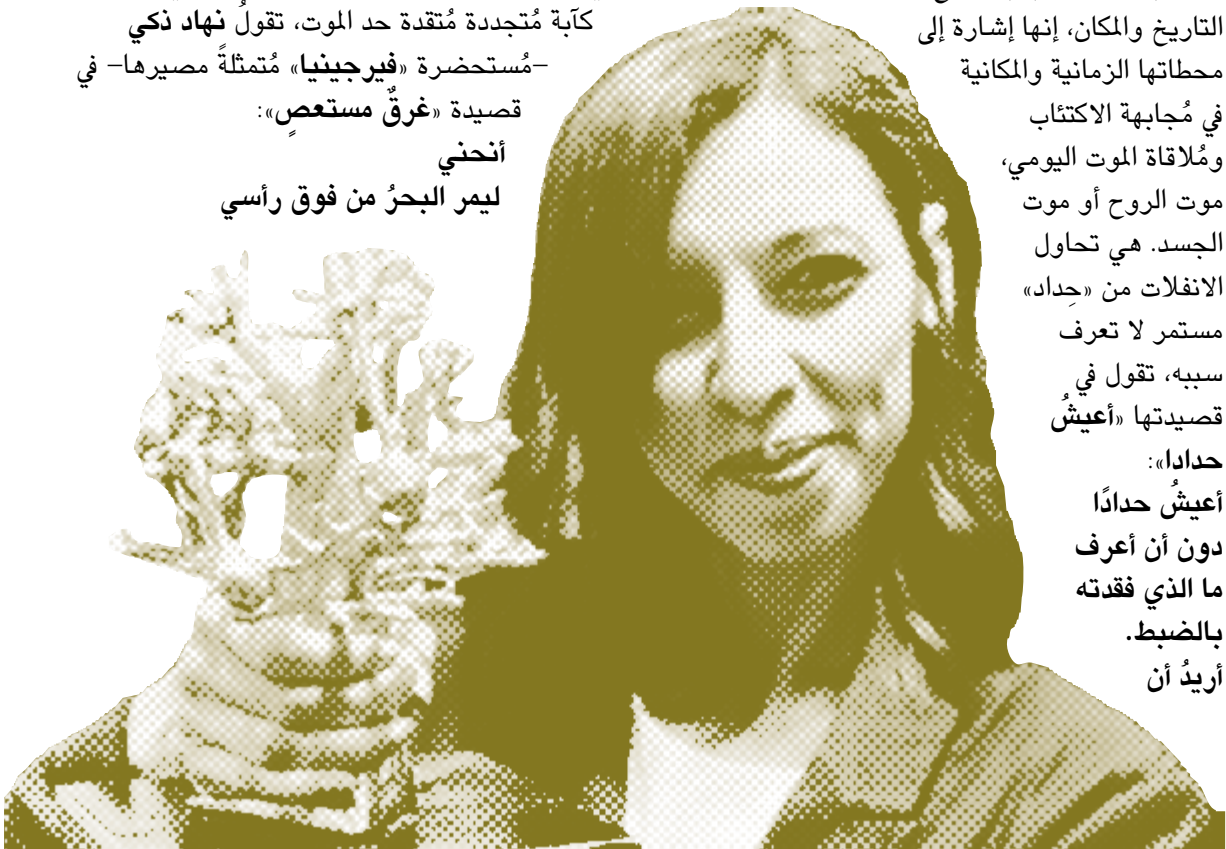 التاريخ والمكان، إنها إشارة إلى
محطاتها الزمانية والمكانية
في مُجابهة الاكتئاب
ومُلاقاة الموت اليومي،
موت الروح أو موت
الجسد. هي تحاول
الانفلات من «حِداد»
مستمر لا تعرف
سببه، تقول في
قصيدتها «أعيشُ
حدادا»:
أعيشُ حدادًا
دون أن أعرف
ما الذي فقدته
بالضبط.
أريدُ أن
كآبة مُتجددة مُتقدة حد الموت، تقولُ نهاد ذكي
–مُستحضرة «فيرجينيا» مُتمثلةً مصيرها– في
قصيدة «غرقٌ مستعصٍ»:
أنحني
ليمر البحرُ من فوق رأسي